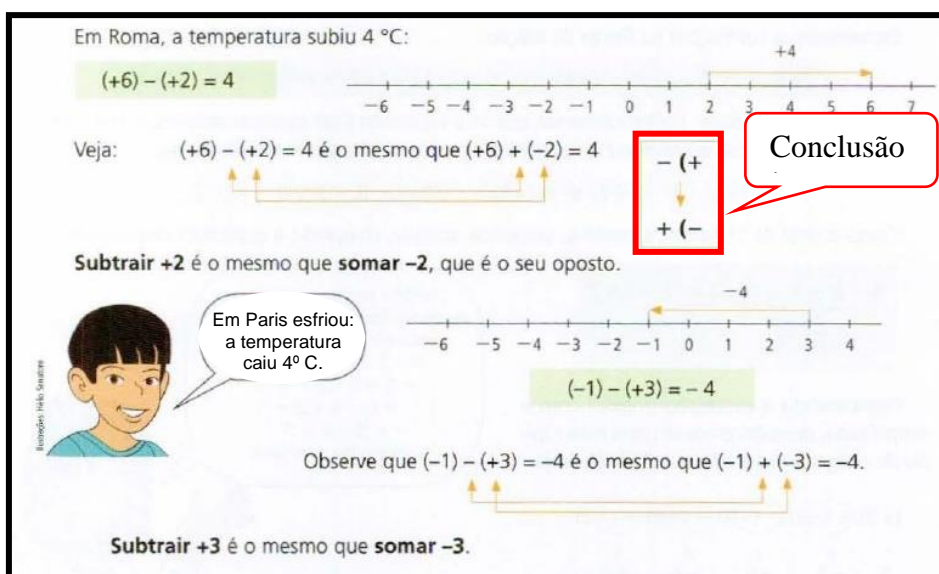 Em Roma, a temperatura subiu 4 °C:
+4
(+6) – (+2) = 4
–6 –5 –4 –3 –2 –1 0 1 2 3 4 5 6 7
Veja: (+6) – (+2) = 4 é o mesmo que (+6) + (–2) = 4
– (+
+ (–
Conclusão
Subtrair +2 é o mesmo que somar –2, que é o seu oposto.
Em Paris esfriou:
a temperatura
caiu 4º C.
–4
–6 –5 –4 –3 –2 –1 0 1 2 3 4
(–1) – (+3) = – 4
Ilustrações: Hélio Senatore
Observe que (–1) – (+3) = –4 é o mesmo que (–1) + (–3) = –4.
Subtrair +3 é o mesmo que somar –3.